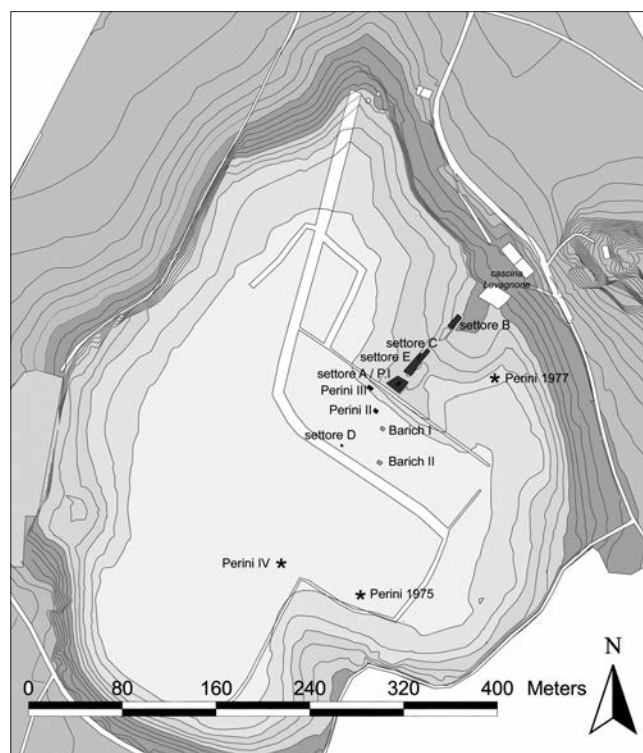 cascina
Lavagnone
settore B
settore C
settore E
settore A / P.I
Perini III
Perini 1977
Perini II
Barich I
settore D
Barich II
Perini IV
Perini 1975
N
0 80 160 240 320 400 Meters